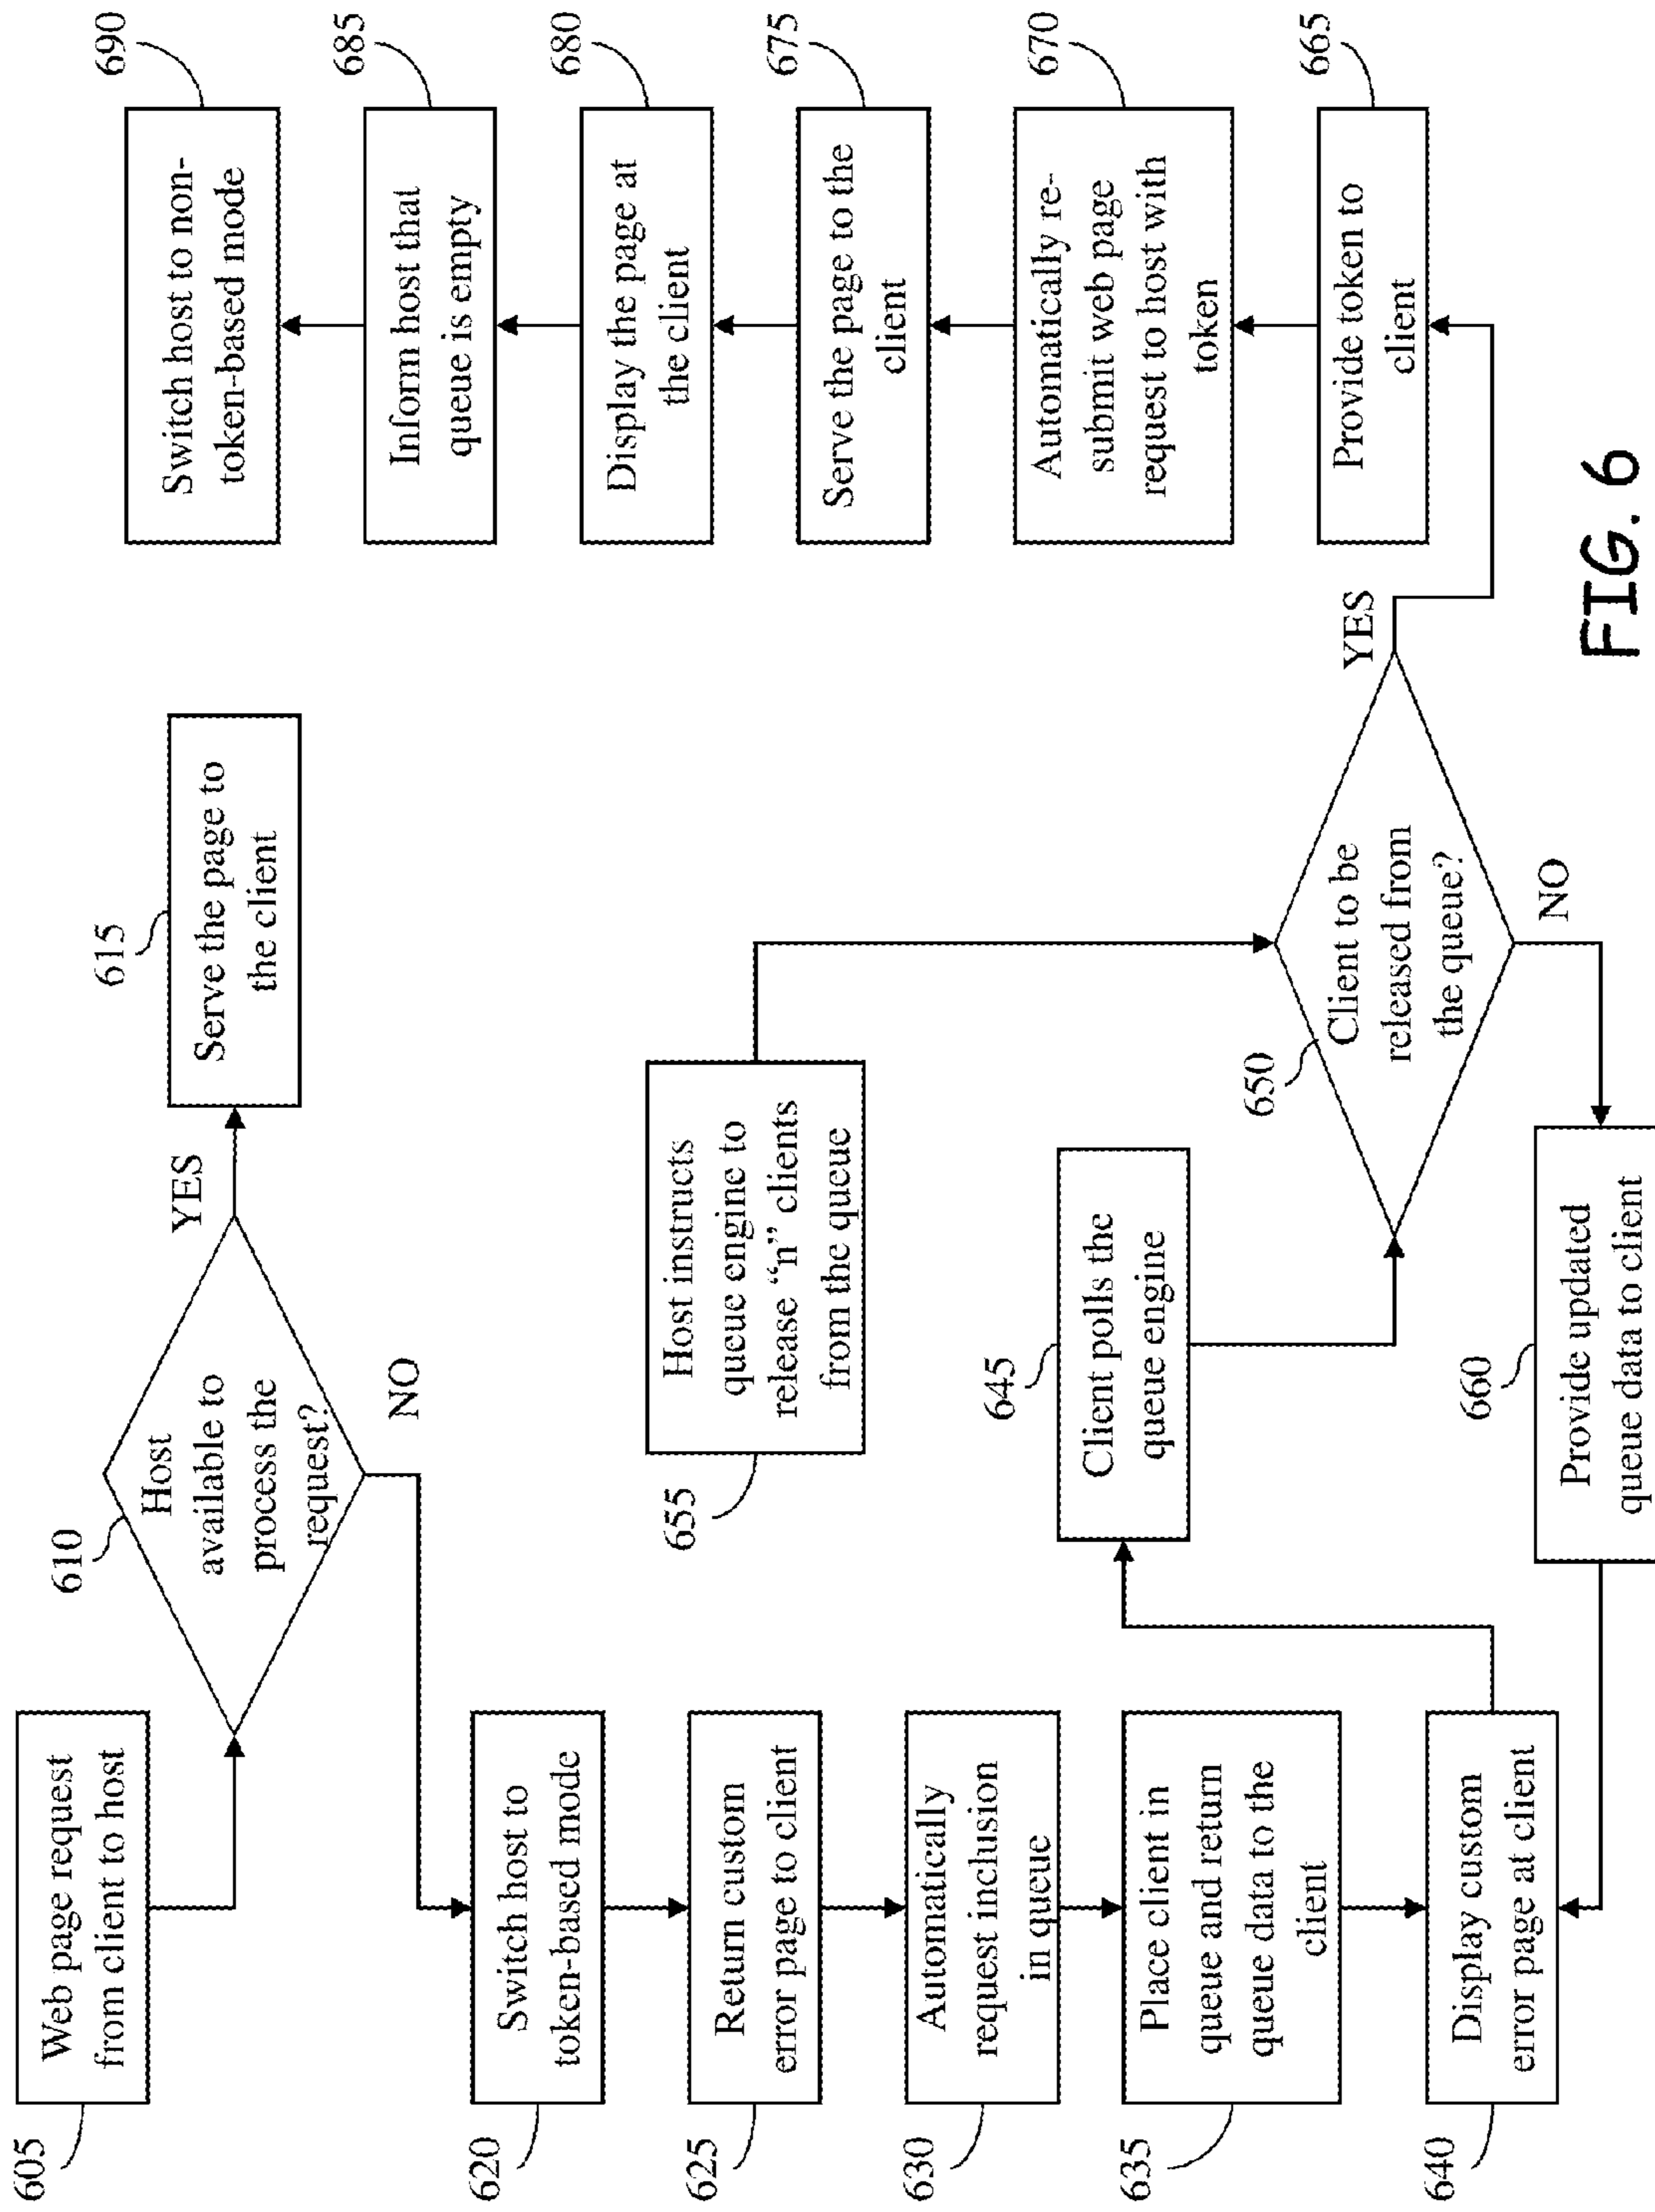 605
Web page request
from client to host
610
Host
available to
process the
request?
YES
615
Serve the page to
the client
NO
620
Switch host to
token-based mode
625
Return custom
error page to client
630
Automatically
request inclusion
in queue
635
Place client in
queue and return
queue data to the
client
640
Display custom
error page at client
645
Client polls the
queue engine
655
Host instructs
queue engine to
release “n” clients
from the queue
650
Client to be
released from
the queue?
NO
660
Provide updated
queue data to client
YES
690
Switch host to non-
token-based mode
685
Inform host that
queue is empty
680
Display the page at
the client
675
Serve the page to the
client
670
Automatically re-
submit web page
request to host with
token
665
Provide token to
client
FIG. 6